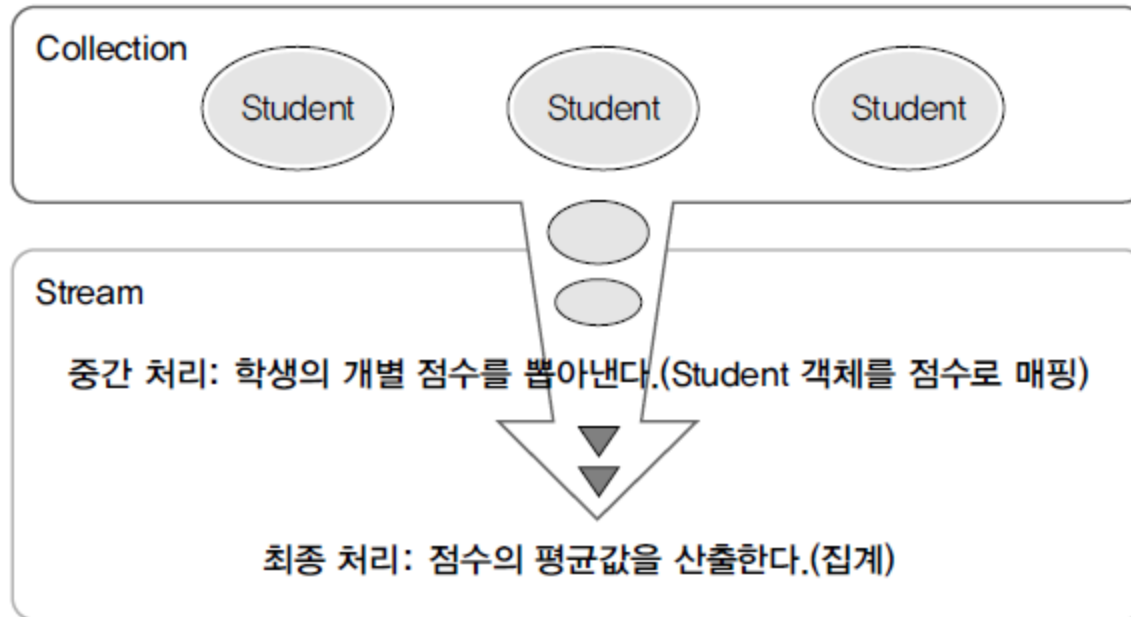 Collection
Student Student Student
Stream
중간 처리: 학생의 개별 점수를 뽑아낸다.(Student 객체를 점수로 매핑)
최종 처리: 점수의 평균값을 산출한다.(집계)